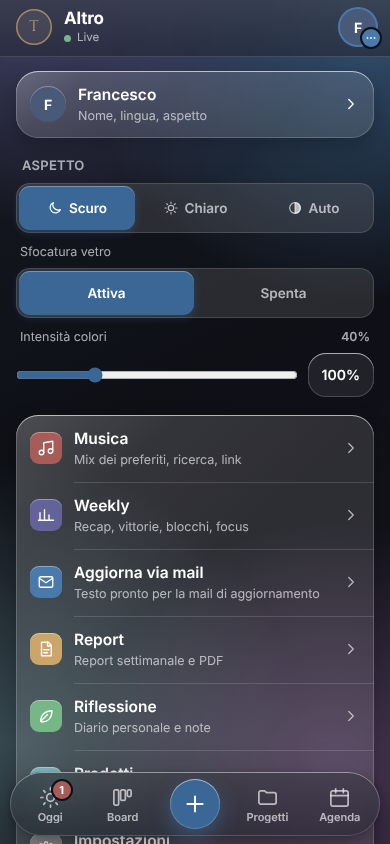 T
Altro
Live
F
Francesco
Nome, lingua, aspetto
F
ASPETTO
Scuro
Chiaro
Auto
Sfocatura vetro
Attiva
Spenta
Intensità colori
40%
100%
Musica
Mix dei preferiti, ricerca, link
Weekly
Recap, vittorie, blocchi, focus
Aggiorna via mail
Testo pronto per la mail di aggiornamento
Report
Report settimanale e PDF
Riflessione
Diario personale e note
1
Oggi
Board
Progetti
Agenda
Impostazioni